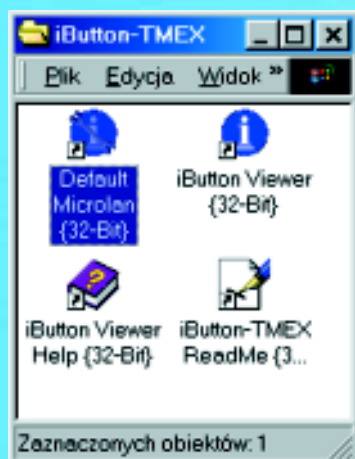 iButton-TMEX
Plik Edycja Widok »
Default
Microlan
{32-Bit}
iButton Viewer
{32-Bit}
iButton Viewer
Help {32-Bit}
iButton-TMEX
ReadMe {3...
Zaznaczonych obiektów: 1